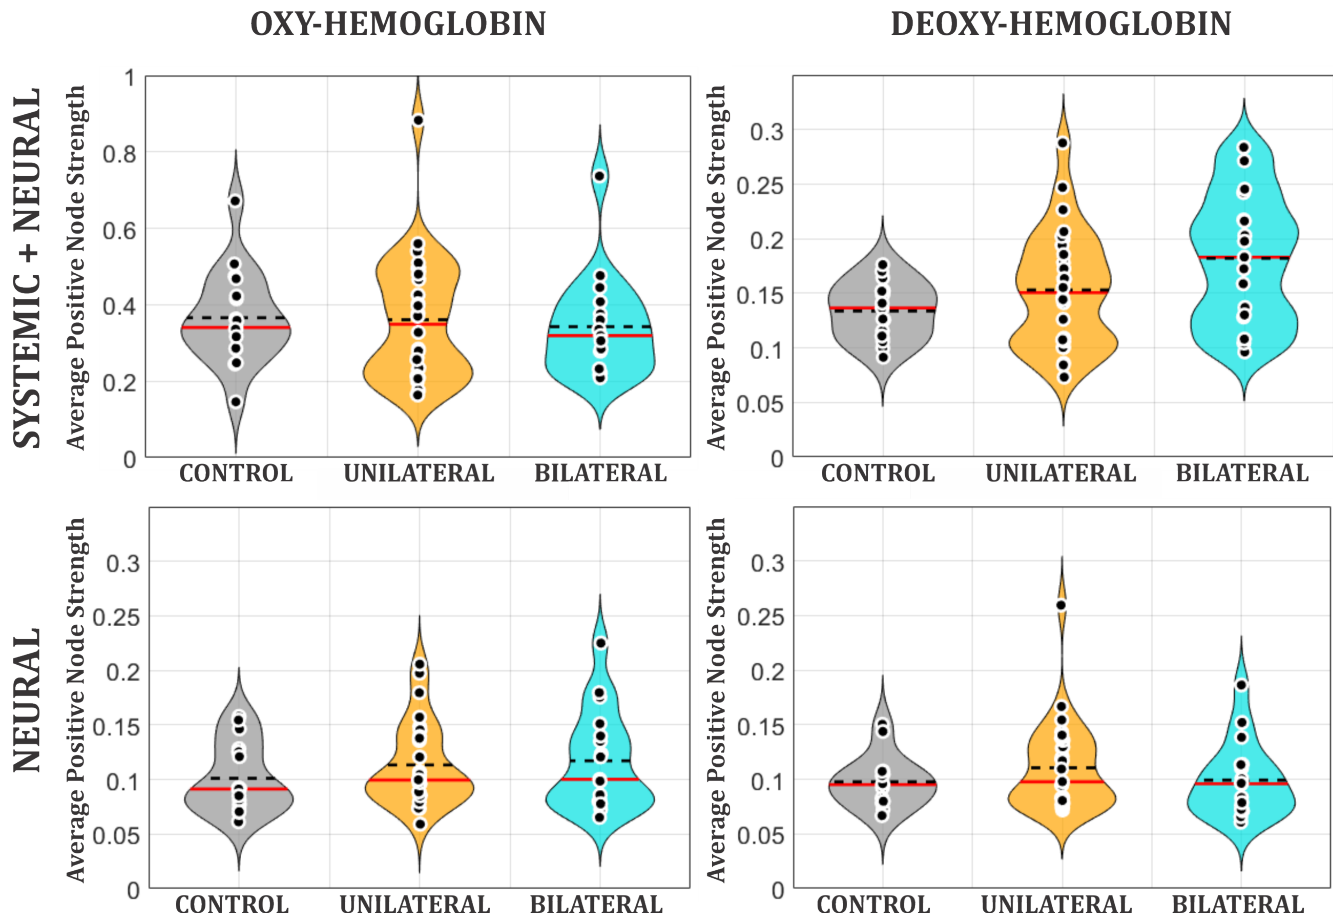 OXY-HEMOGLOBIN
DEOXY-HEMOGLOBIN
SYSTEMIC + NEURAL
Average Positive Node Strength
1
0.8
0.6
0.4
0.2
0
CONTROL UNILATERAL BILATERAL
Average Positive Node Strength
0.3
0.25
0.2
0.15
0.1
0.05
0
CONTROL UNILATERAL BILATERAL
NEURAL
Average Positive Node Strength
0.3
0.25
0.2
0.15
0.1
0.05
0
CONTROL UNILATERAL BILATERAL
Average Positive Node Strength
0.3
0.25
0.2
0.15
0.1
0.05
0
CONTROL UNILATERAL BILATERAL